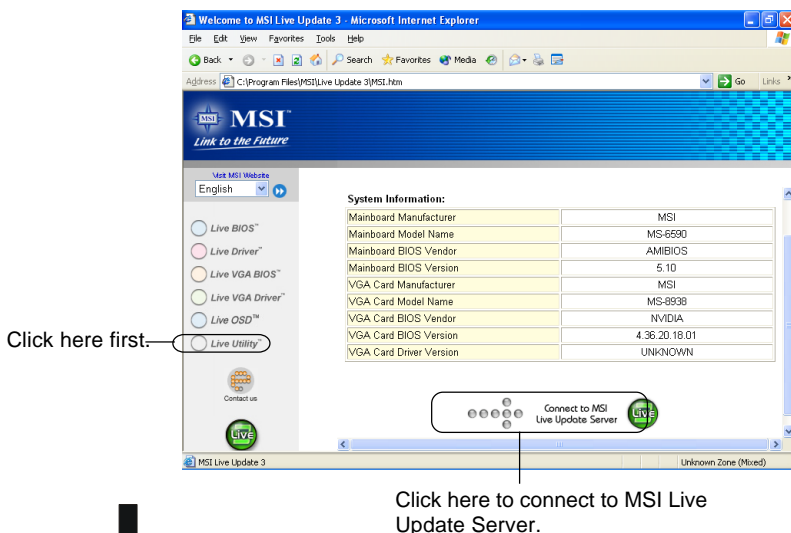 Welcome to MSI Live Update 3 - Microsoft Internet Explorer
File Edit View Favorites Tools Help
Back Search Favorites Media
Address C:\Program Files\MSI\Live Update 3\MSI.htm Go Links »
MSI MSI™
Link to the Future
Visit MSI Website
English
Live BIOS™
Live Driver™
Live VGA BIOS™
Live VGA Driver™
Live OSD™
Live Utility™
Click here first.
Contact us
LIVE
System Information:
Mainboard Manufacturer MSI
Mainboard Model Name MS-6590
Mainboard BIOS Vendor AMIBIOS
Mainboard BIOS Version 5.10
VGA Card Manufacturer MSI
VGA Card Model Name MS-8938
VGA Card BIOS Vendor NVIDIA
VGA Card BIOS Version 4.36.20.18.01
VGA Card Driver Version UNKNOWN
Connect to MSI
Live Update Server
LIVE
MSI Live Update 3 Unknown Zone (Mixed)
Click here to connect to MSI Live
Update Server.